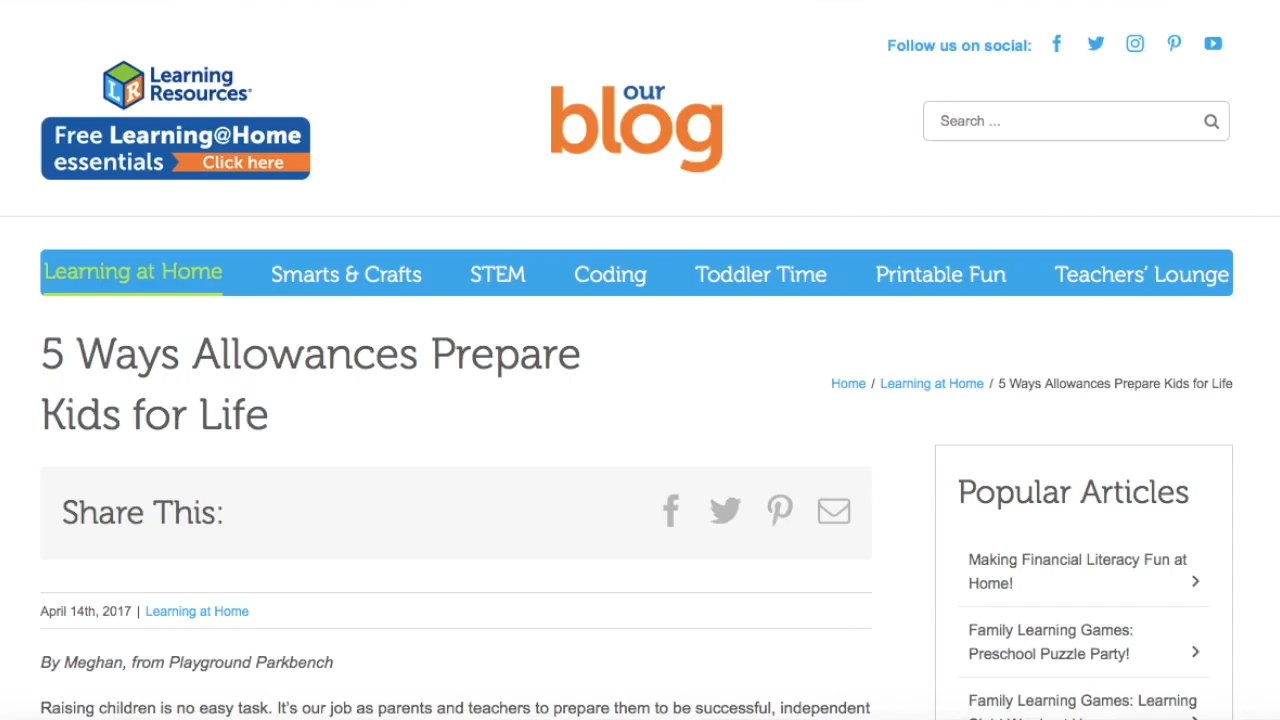 Follow us on social:
Learning
Resources
Free Learning@Home
essentials Click here
our
blog
Search ...
Learning at Home Smarts & Crafts STEM Coding Toddler Time Printable Fun Teachers' Lounge
5 Ways Allowances Prepare
Kids for Life
Home / Learning at Home / 5 Ways Allowances Prepare Kids for Life
Share This:
Popular Articles
Making Financial Literacy Fun at
Home!
Family Learning Games:
Preschool Puzzle Party!
Family Learning Games: Learning
April 14th, 2017 | Learning at Home
By Meghan, from Playground Parkbench
Raising children is no easy task. It's our job as parents and teachers to prepare them to be successful, independent